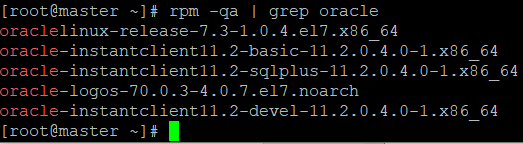 [root@master ~]# rpm -qa | grep oracle
oraclelinux-release-7.3-1.0.4.el7.x86_64
oracle-instantclient11.2-basic-11.2.0.4.0-1.x86_64
oracle-instantclient11.2-sqlplus-11.2.0.4.0-1.x86_64
oracle-logos-70.0.3-4.0.7.el7.noarch
oracle-instantclient11.2-devel-11.2.0.4.0-1.x86_64
[root@master ~]#